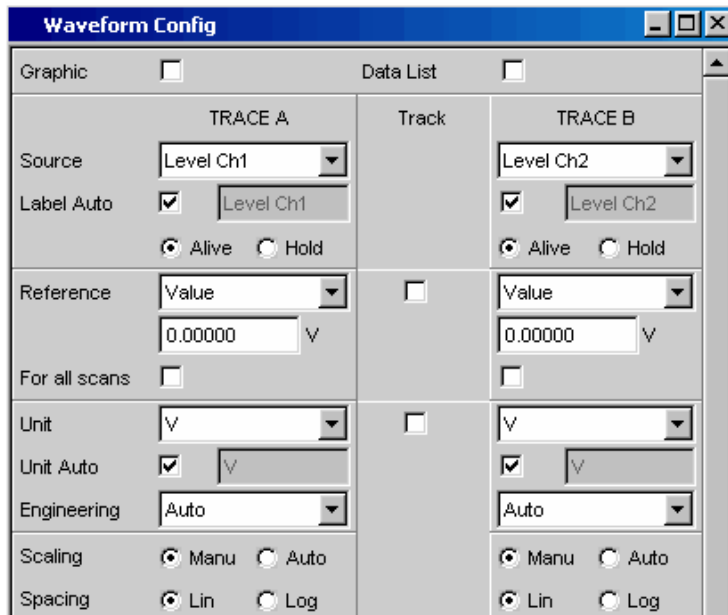 Waveform Config
Graphic Data List
TRACE A Track TRACE B
Source Level Ch1 Level Ch2
Label Auto Level Ch1 Level Ch2
Alive Hold Alive Hold
Reference Value Value
0.00000 V 0.00000 V
For all scans
Unit V V
Unit Auto V V
Engineering Auto Auto
Scaling Manu Auto Manu Auto
Spacing Lin Log Lin Log